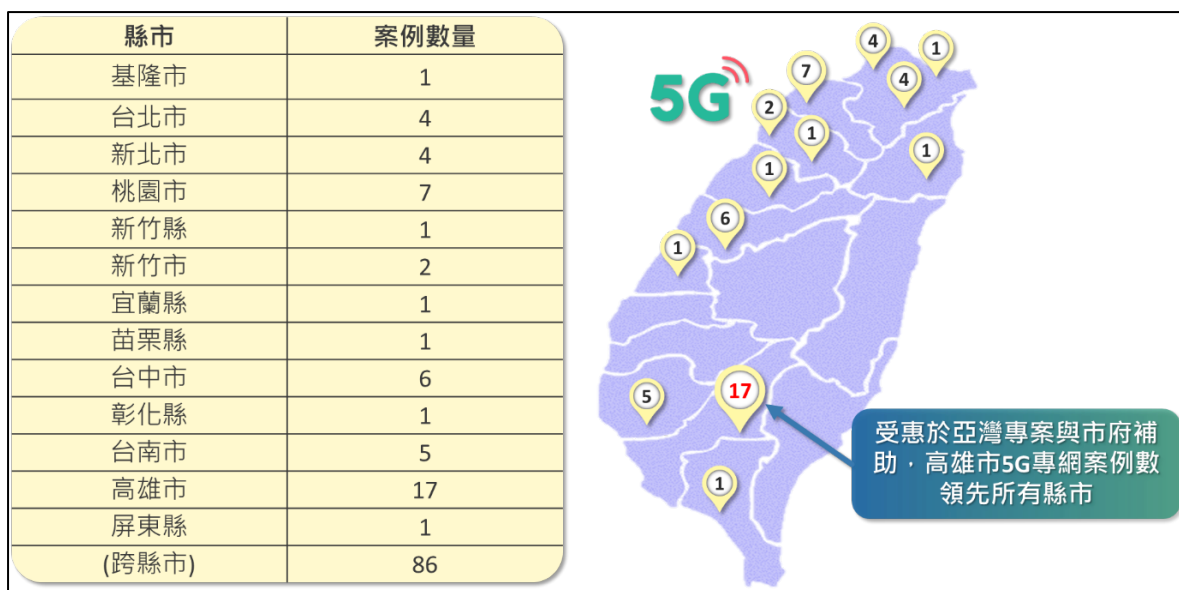 縣市 案例數量
基隆市 1
台北市 4
新北市 4
桃園市 7
新竹縣 1
新竹市 2
宜蘭縣 1
苗栗縣 1
台中市 6
彰化縣 1
台南市 5
高雄市 17
屏東縣 1
(跨縣市) 86
5G
4
1
7
4
2
1
1
1
6
1
5
17
1
受惠於亞灣專案與市府補
助，高雄市5G專網案例數
領先所有縣市